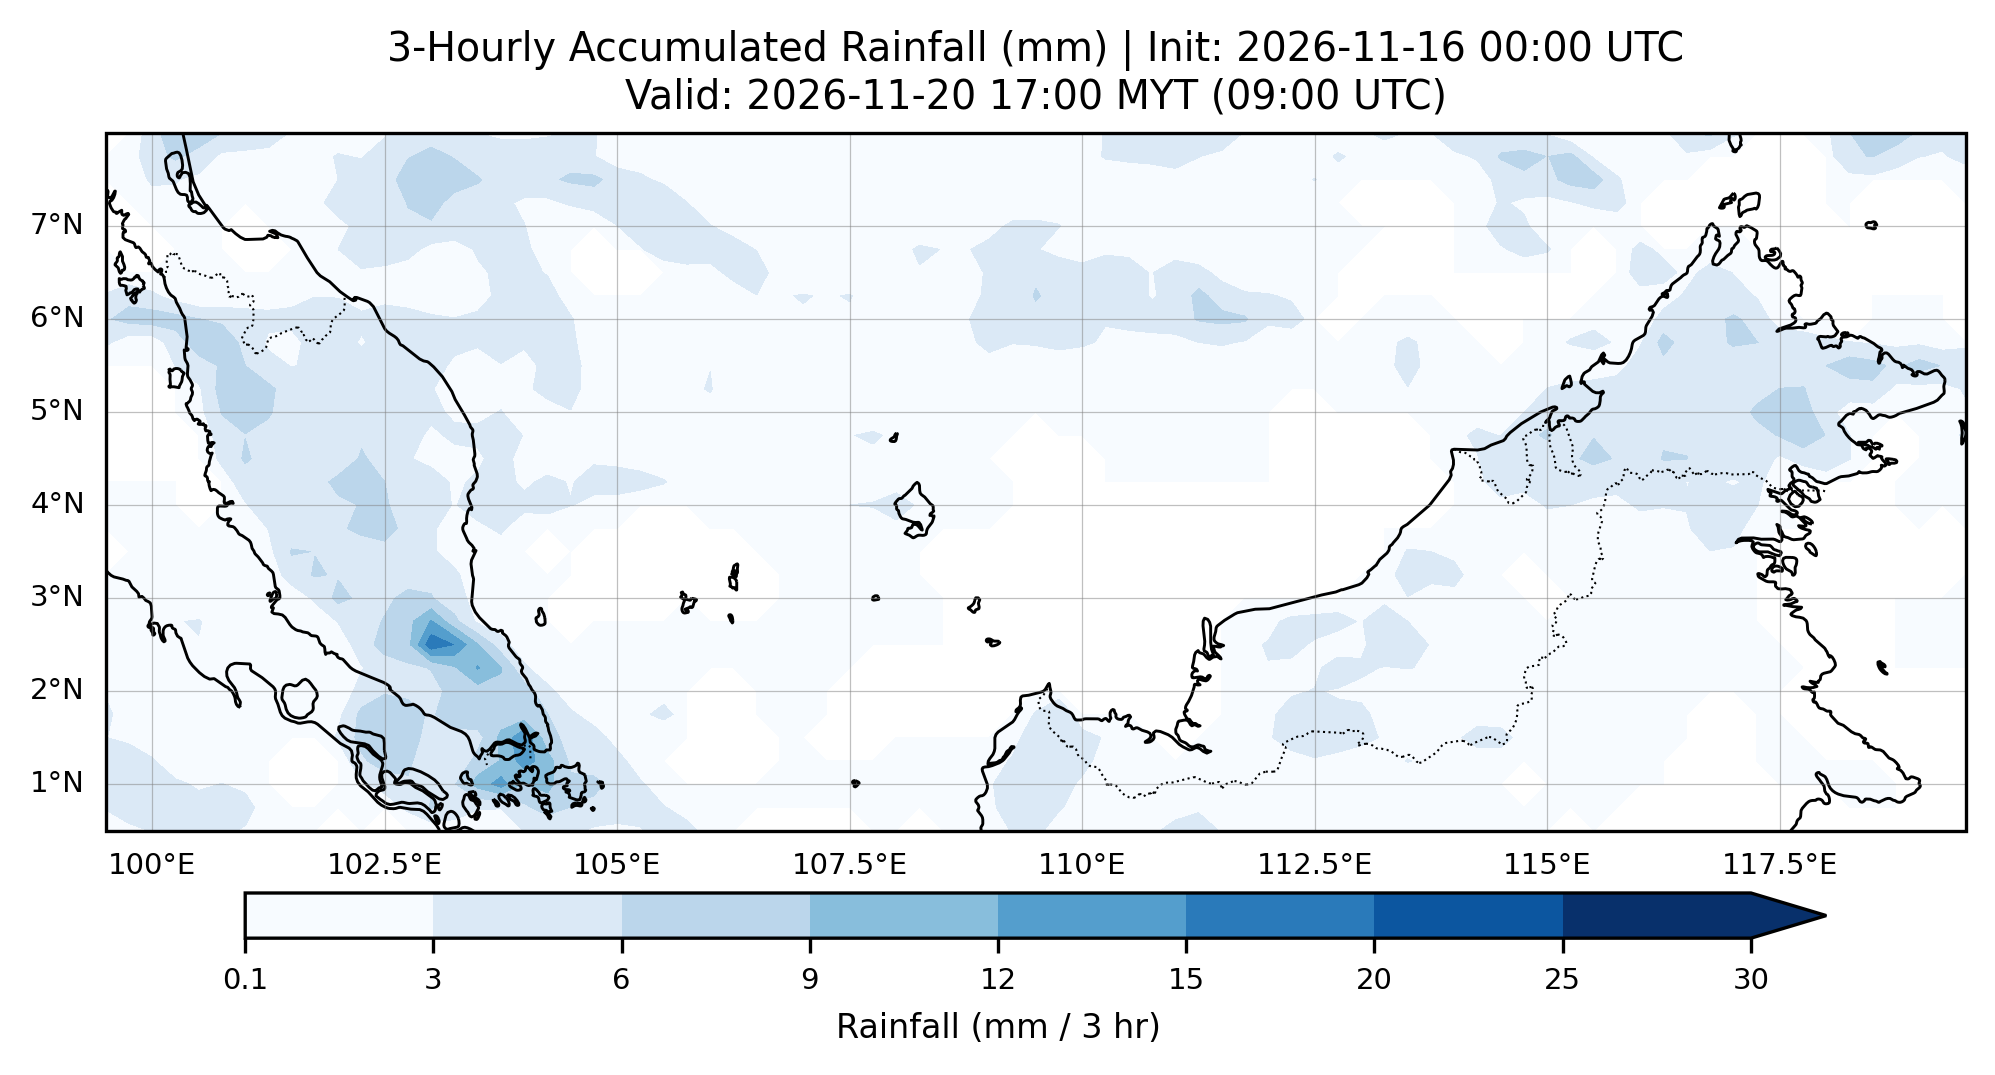 3-Hourly Accumulated Rainfall (mm) | Init: 2026-11-16 00:00 UTC
Valid: 2026-11-20 17:00 MYT (09:00 UTC)
7°N
6°N
5°N
4°N
3°N
2°N
1°N
100°E 102.5°E 105°E 107.5°E 110°E 112.5°E 115°E 117.5°E
0.1 3 6 9 12 15 20 25 30
Rainfall (mm / 3 hr)